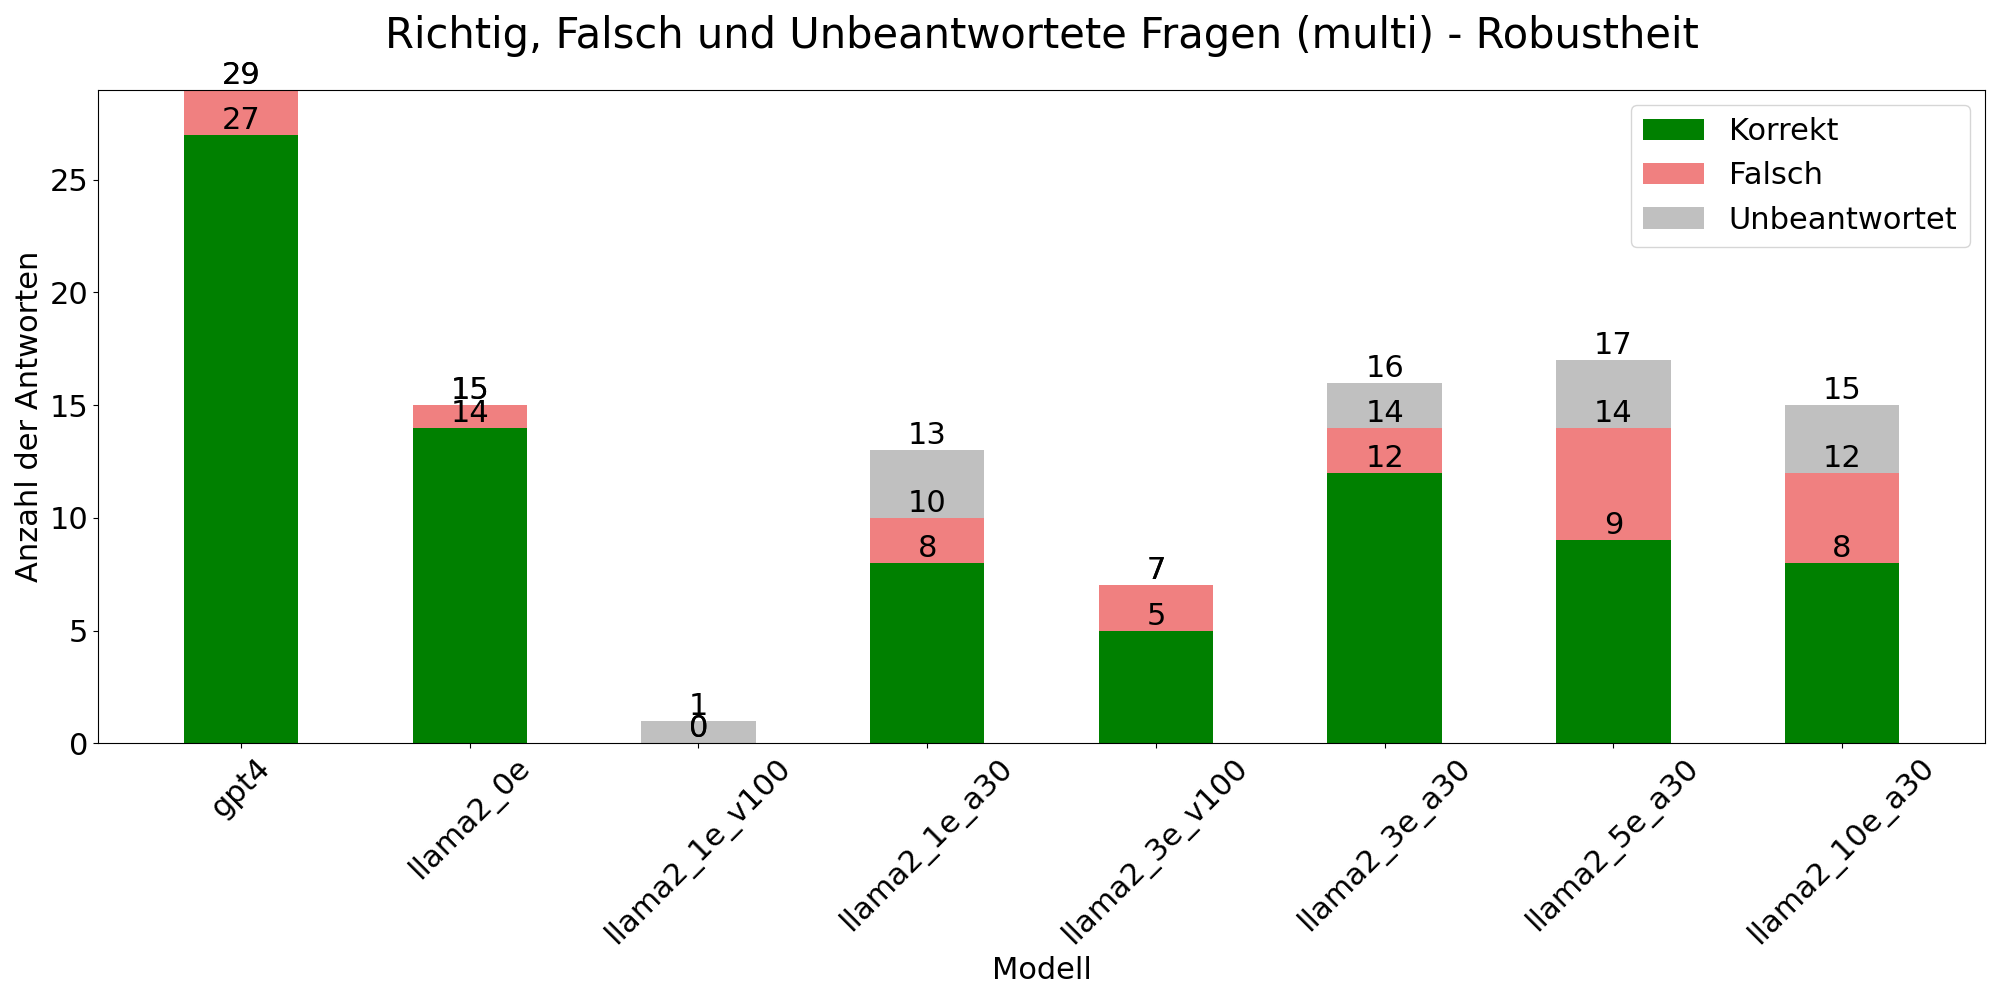 Richtig, Falsch und Unbeantwortete Fragen (multi) - Robustheit
Anzahl der Antworten
25
20
15
10
5
0
29
27
15
14
1
0
13
10
8
7
5
16
14
12
17
14
9
15
12
8
Korrekt
Falsch
Unbeantwortet
gpt4
llama2_0e
llama2_1e_v100
llama2_1e_a30
llama2_3e_v100
llama2_3e_a30
llama2_5e_a30
llama2_10e_a30
Modell